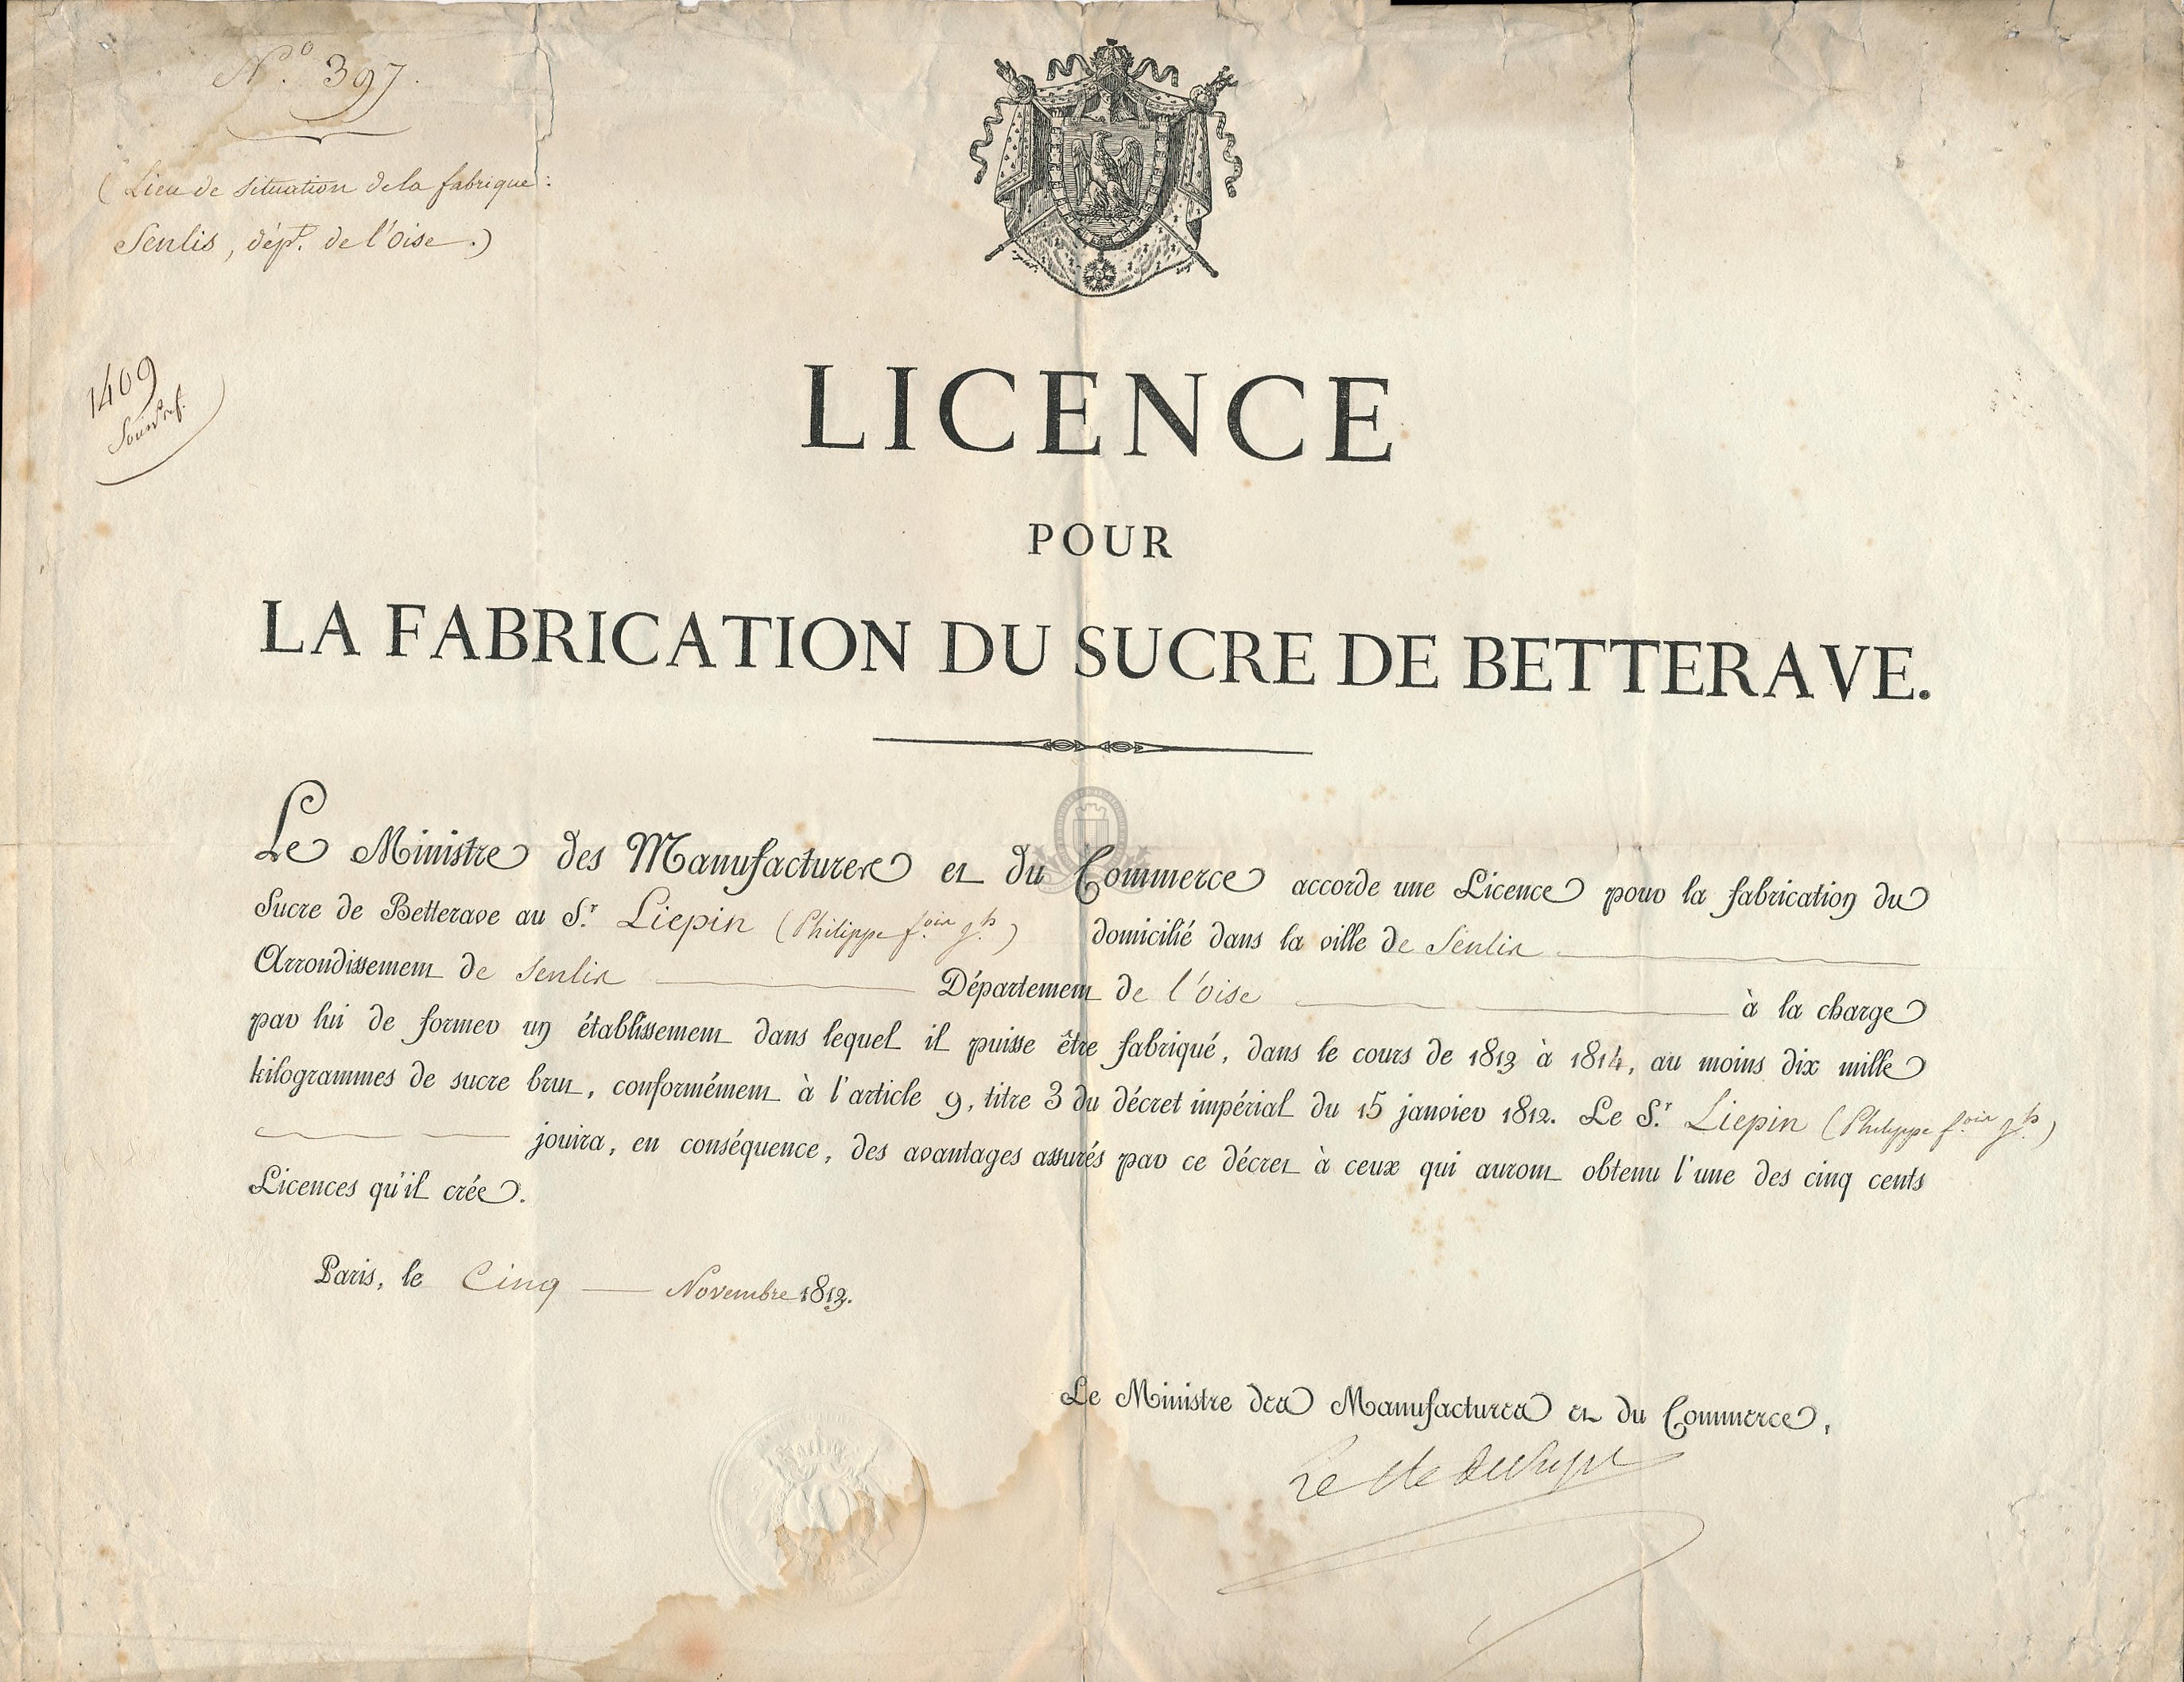 N.º 397.
(Lieu de situation de la fabrique:
Senlis, dépt. de l'Oise.)
1409
LICENCE
POUR
LA FABRICATION DU SUCRE DE BETTERAVE.
Le Ministre des Manufactures et du Commerce accorde une Licence pour la fabrication du
Sucre de Betterave au S.r Liepin (Philippe f.ois g.h) domicilié dans la ville de Senlis
Arrondissement de Senlis Département de l'Oise à la charge
par lui de former un établissement dans lequel il puisse être fabriqué, dans le cours de 1813 à 1814, au moins dix mille
kilogrammes de sucre brut, conformément à l'article 9, titre 3 du décret impérial du 15 janvier 1812. Le S.r Liepin (Philippe f.ois g.h)
jouira, en conséquence, des avantages assurés par ce décret à ceux qui auront obtenu l'une des cinq cents
Licences qu'il crée.
Paris, le Cinq Novembre 1812.
Le Ministre des Manufactures et du Commerce,